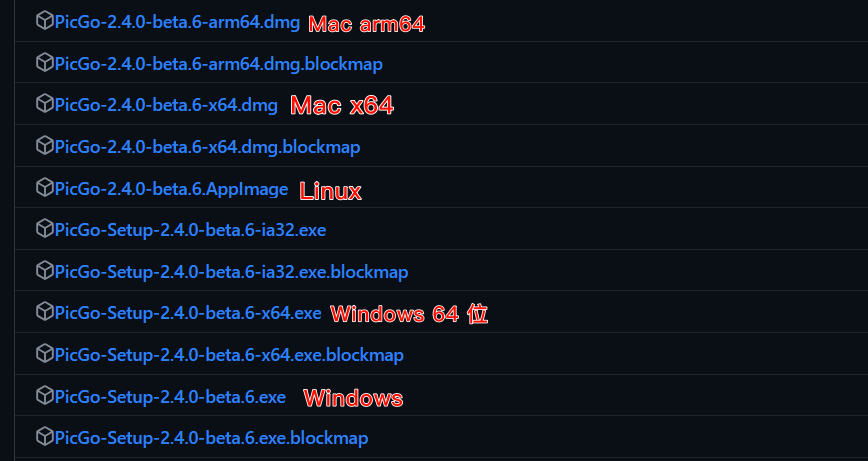 PicGo-2.4.0-beta.6-arm64.dmg Mac arm64
PicGo-2.4.0-beta.6-arm64.dmg.blockmap
PicGo-2.4.0-beta.6-x64.dmg Mac x64
PicGo-2.4.0-beta.6-x64.dmg.blockmap
PicGo-2.4.0-beta.6.AppImage Linux
PicGo-Setup-2.4.0-beta.6-ia32.exe
PicGo-Setup-2.4.0-beta.6-ia32.exe.blockmap
PicGo-Setup-2.4.0-beta.6-x64.exe Windows 64 位
PicGo-Setup-2.4.0-beta.6-x64.exe.blockmap
PicGo-Setup-2.4.0-beta.6.exe Windows
PicGo-Setup-2.4.0-beta.6.exe.blockmap